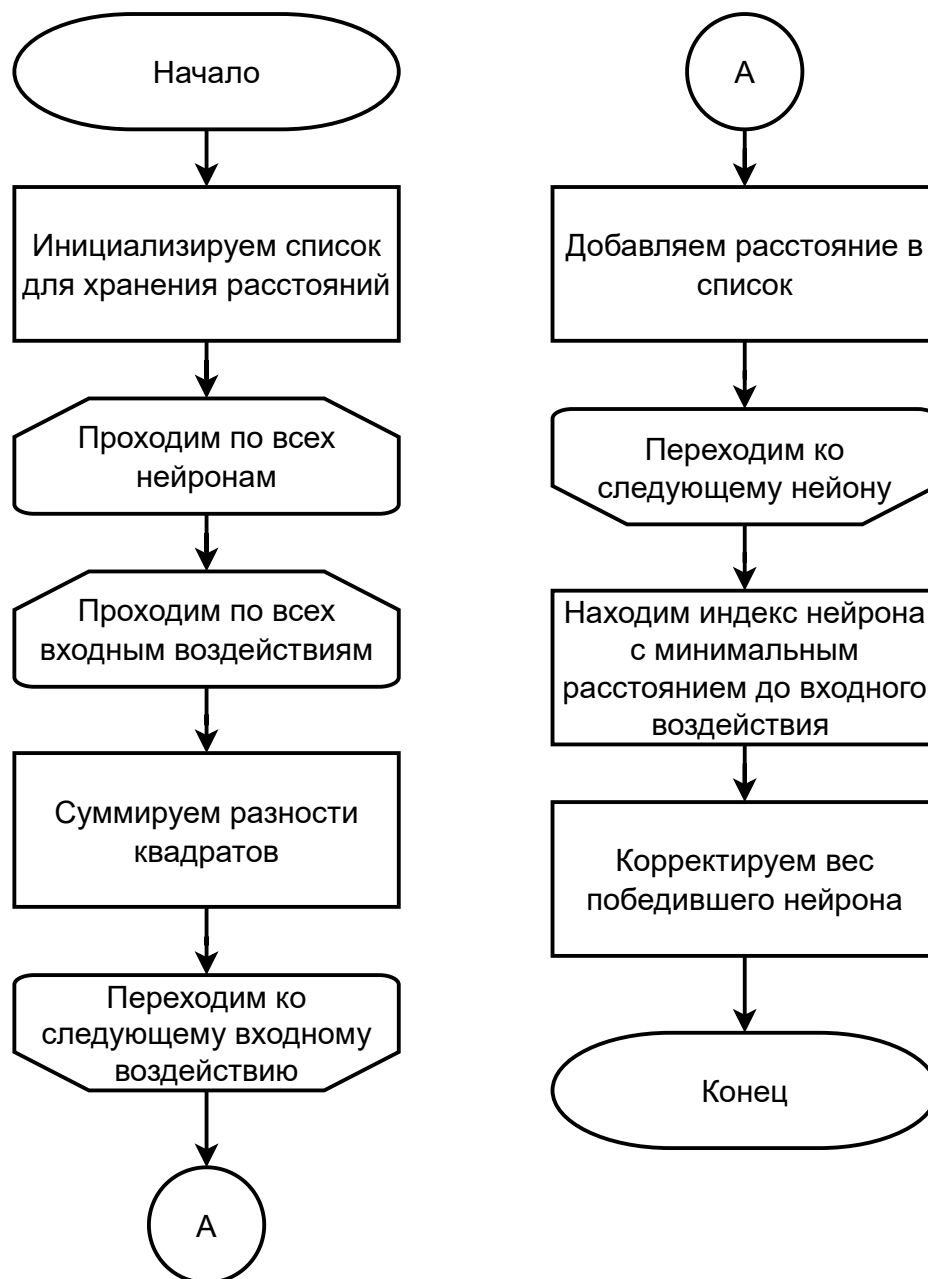 Начало
Инициализируем список
для хранения расстояний
Проходим по всех
нейронам
Проходим по всех
входным воздействиям
Суммируем разности
квадратов
Переходим ко
следующему входному
воздействию
А
А
Добавляем расстояние в
список
Переходим ко
следующему нейону
Находим индекс нейрона
с минимальным
расстоянием до входного
воздействия
Корректируем вес
победившего нейрона
Конец